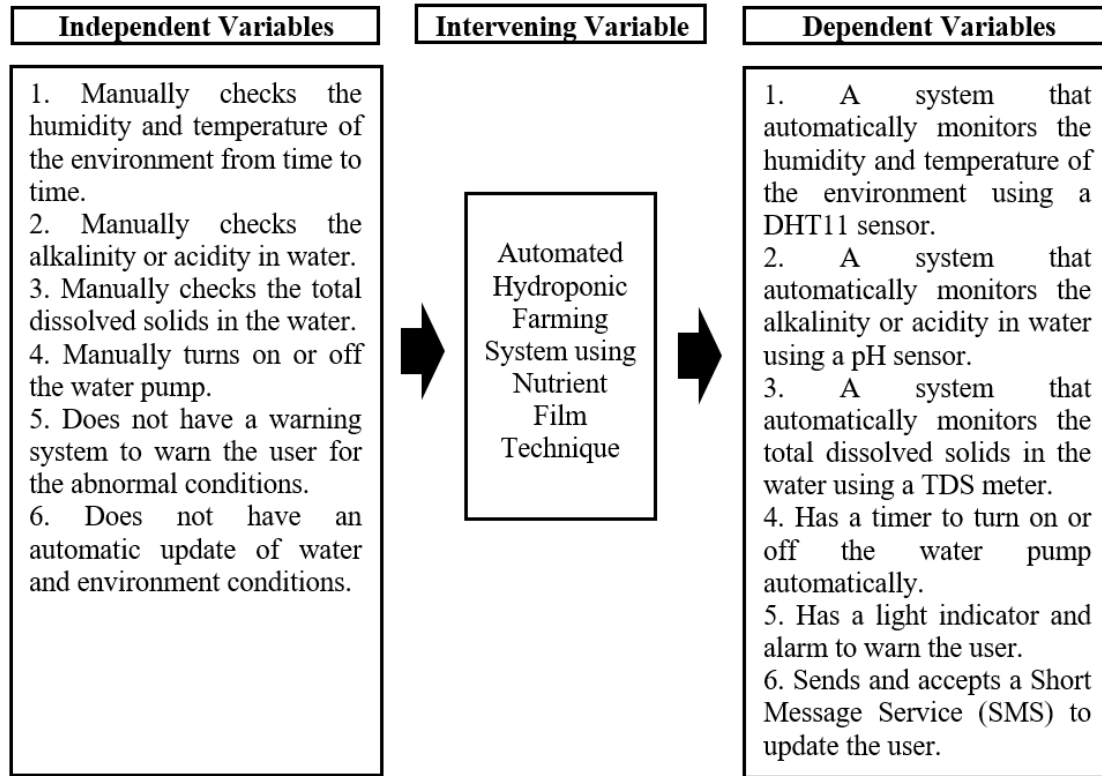 Independent Variables
Intervening Variable
Dependent Variables
1. Manually checks the
humidity and temperature of
the environment from time to
time.
2. Manually checks the
alkalinity or acidity in water.
3. Manually checks the total
dissolved solids in the water.
4. Manually turns on or off
the water pump.
5. Does not have a warning
system to warn the user for
the abnormal conditions.
6. Does not have an
automatic update of water
and environment conditions.
Automated
Hydroponic
Farming
System using
Nutrient
Film
Technique
1. A system that
automatically monitors the
humidity and temperature of
the environment using a
DHT11 sensor.
2. A system that
automatically monitors the
alkalinity or acidity in water
using a pH sensor.
3. A system that
automatically monitors the
total dissolved solids in the
water using a TDS meter.
4. Has a timer to turn on or
off the water pump
automatically.
5. Has a light indicator and
alarm to warn the user.
6. Sends and accepts a Short
Message Service (SMS) to
update the user.